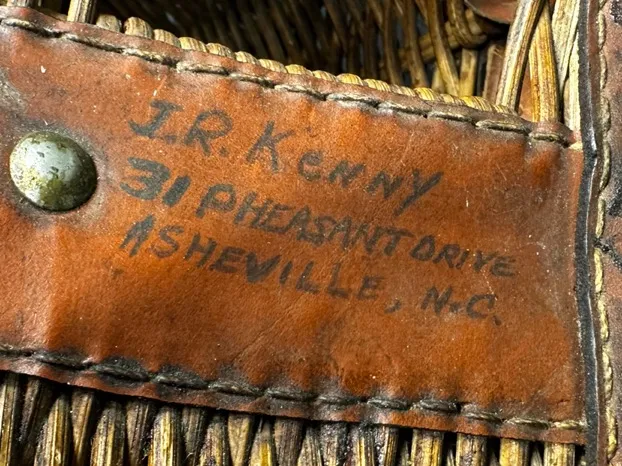 J.R. Kenny
31 PHEASANT DRIVE
ASHEVILLE, N.C.